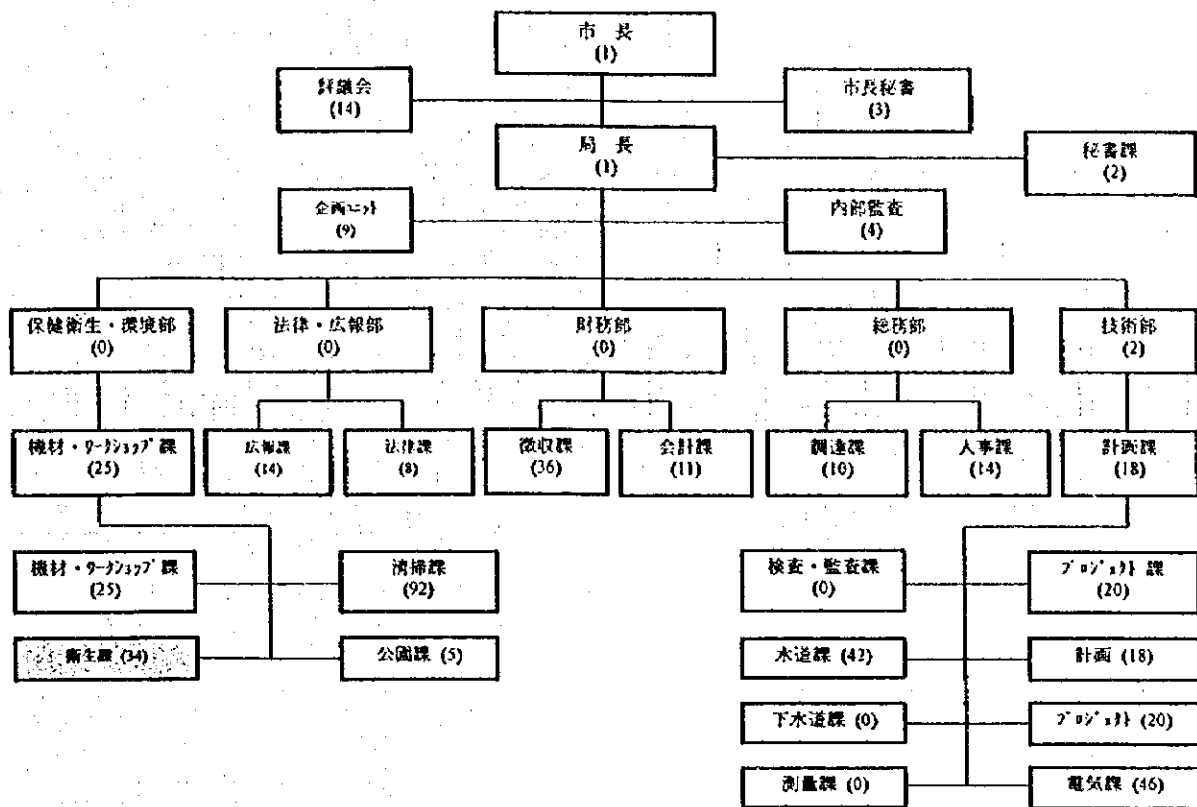 市 長
(1)
評議会
(14)
市長秘書
(3)
局 長
(1)
秘書課
(2)
企画ﾕﾆｯﾄ
(9)
内部監査
(4)
保健衛生・環境部
(0)
法律・広報部
(0)
財務部
(0)
総務部
(0)
技術部
(2)
機材・ﾜｰｸｼｮｯﾌﾟ課
(25)
広報課
(14)
法律課
(8)
徴収課
(36)
会計課
(11)
調達課
(10)
人事課
(14)
計画課
(18)
機材・ﾜｰｸｼｮｯﾌﾟ課
(25)
清掃課
(92)
検査・監査課
(0)
ﾌﾟﾛｼﾞｪｸﾄ課
(20)
衛生課 (34)
公園課 (5)
水道課 (42)
計画 (18)
下水道課 (0)
ﾌﾟﾛｼﾞｪｸﾄ (20)
測量課 (0)
電気課 (46)